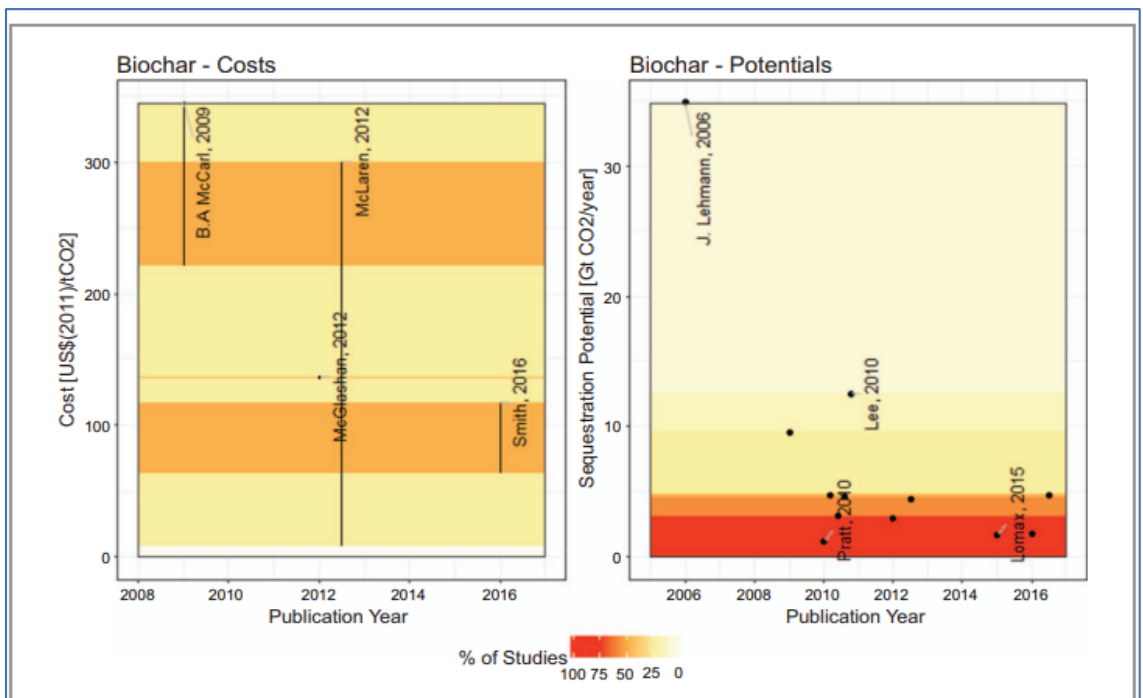 Biochar - Costs
Cost [US$(2011)/tCO2]
300
200
100
0
B.A McCarl, 2009
McLaren, 2012
McGlashan, 2012
Smith, 2016
2008 2010 2012 2014 2016
Publication Year
Biochar - Potentials
Sequestration Potential [Gt CO2/year]
30
20
10
0
J. Lehmann, 2006
Lee, 2010
Pratt, 2010
Lomax, 2015
2006 2008 2010 2012 2014 2016
Publication Year
% of Studies
100 75 50 25 0